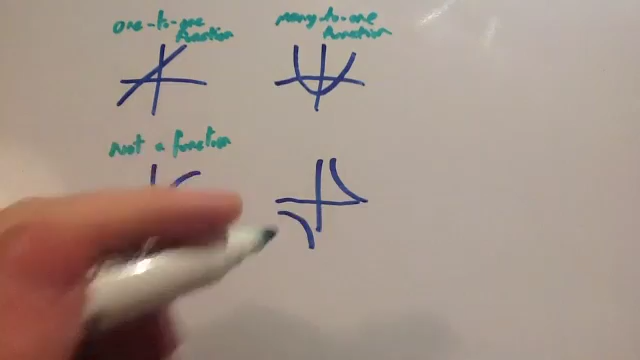 one-to-one
function
many-to-one
function
Not a function